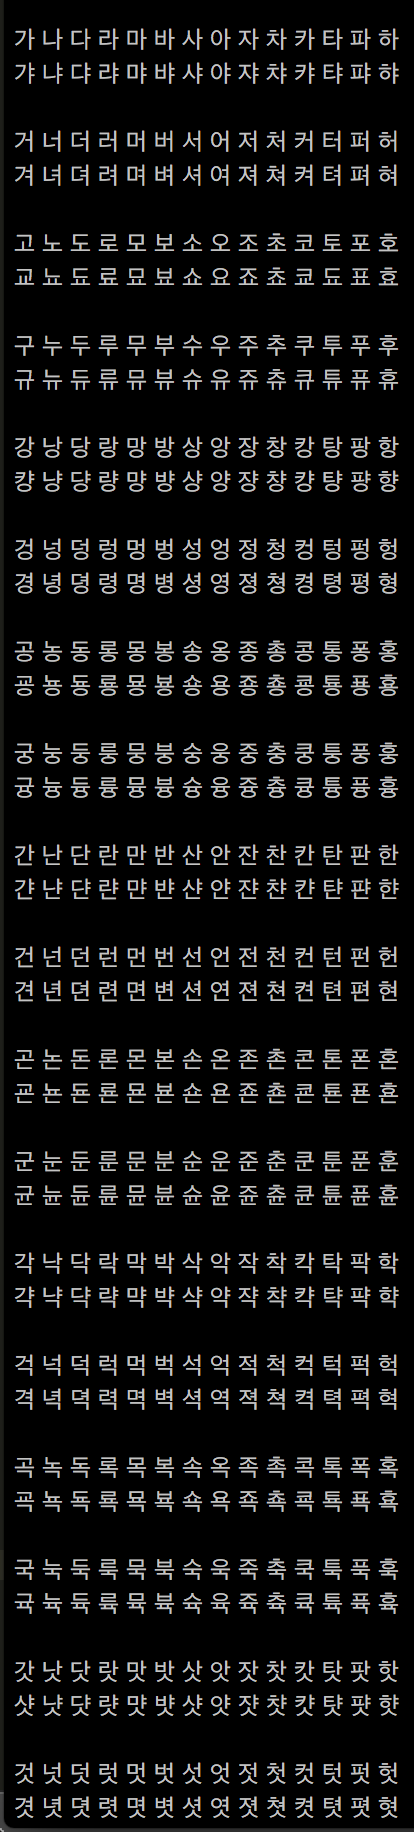 가 나 다 라 마 바 사 아 자 차 카 타 파 하
갸 냐 댜 랴 먀 뱌 샤 야 쟈 챠 캬 탸 퍄 햐
거 너 더 러 머 버 서 어 저 처 커 터 퍼 허
겨 녀 뎌 려 며 벼 셔 여 져 쳐 켜 텨 펴 혀
고 노 도 로 모 보 소 오 조 초 코 토 포 호
교 뇨 됴 료 묘 뵤 쇼 요 죠 쵸 쿄 됴 표 효
구 누 두 루 무 부 수 우 주 추 쿠 투 푸 후
규 뉴 듀 류 뮤 뷰 슈 유 쥬 츄 큐 튜 퓨 휴
강 낭 당 랑 망 방 상 앙 장 창 캉 탕 팡 항
컁 냥 댱 량 먕 뱡 샹 양 쟝 챵 컁 턍 퍙 향
겅 넝 덩 렁 멍 벙 성 엉 정 청 컹 텅 펑 헝
경 녕 뎡 령 명 병 셩 영 졍 쳥 켱 텽 평 형
공 농 동 롱 몽 봉 송 옹 종 총 콩 통 퐁 홍
굥 뇽 동 룡 묭 봉 숑 용 죵 춍 콩 툥 푱 횽
궁 눙 둥 룽 뭉 붕 숭 웅 중 충 쿵 퉁 풍 훙
귱 늉 듕 륭 뮹 뷩 슝 융 즁 츙 큥 튱 퓽 흉
간 난 단 란 만 반 산 안 잔 찬 칸 탄 판 한
갼 냔 댠 랸 먄 뱐 샨 얀 쟌 챤 캰 탼 퍈 햔
건 넌 던 런 먼 번 선 언 전 천 컨 턴 펀 헌
견 년 뎐 련 면 변 션 연 젼 쳔 켠 텬 편 현
곤 논 돈 론 몬 본 손 온 존 촌 콘 톤 폰 혼
굔 뇬 됸 룐 묜 뵨 숀 욘 죤 쵼 쿈 툔 푠 횬
군 눈 둔 룬 문 분 순 운 준 춘 쿤 툰 푼 훈
균 뉸 듄 륜 뮨 뷴 슌 윤 쥰 츈 큔 튠 퓬 휸
각 낙 닥 락 막 박 삭 악 작 착 칵 탁 팍 학
갹 냑 댝 략 먁 뱍 샥 약 쟉 챡 캭 탹 퍅 햑
걱 넉 덕 럭 먹 벅 석 억 적 척 컥 턱 퍽 헉
격 녁 뎍 력 멱 벽 셕 역 젹 쳑 켝 텩 펵 혁
곡 녹 독 록 목 복 속 옥 족 촉 콕 톡 폭 혹
굑 뇩 됵 룍 묙 뵥 쇽 욕 죡 쵹 쿅 툑 푝 횩
국 눅 둑 룩 묵 북 숙 욱 죽 축 쿡 툭 푹 훅
귝 뉵 듁 륙 뮥 뷱 슉 육 쥭 츅 큑 튝 퓩 휵
갓 낫 닷 랏 맛 밧 삿 앗 잣 찻 캇 탓 팟 핫
샷 냣 댯 럇 먓 뱟 샷 얏 쟛 챳 캿 턋 퍗 햣
것 넛 덧 럿 멋 벗 섯 엇 젓 첫 컷 텃 펏 헛
겻 녓 뎟 렷 몃 볏 셧 엿 졋 쳣 켯 텻 폇 혓